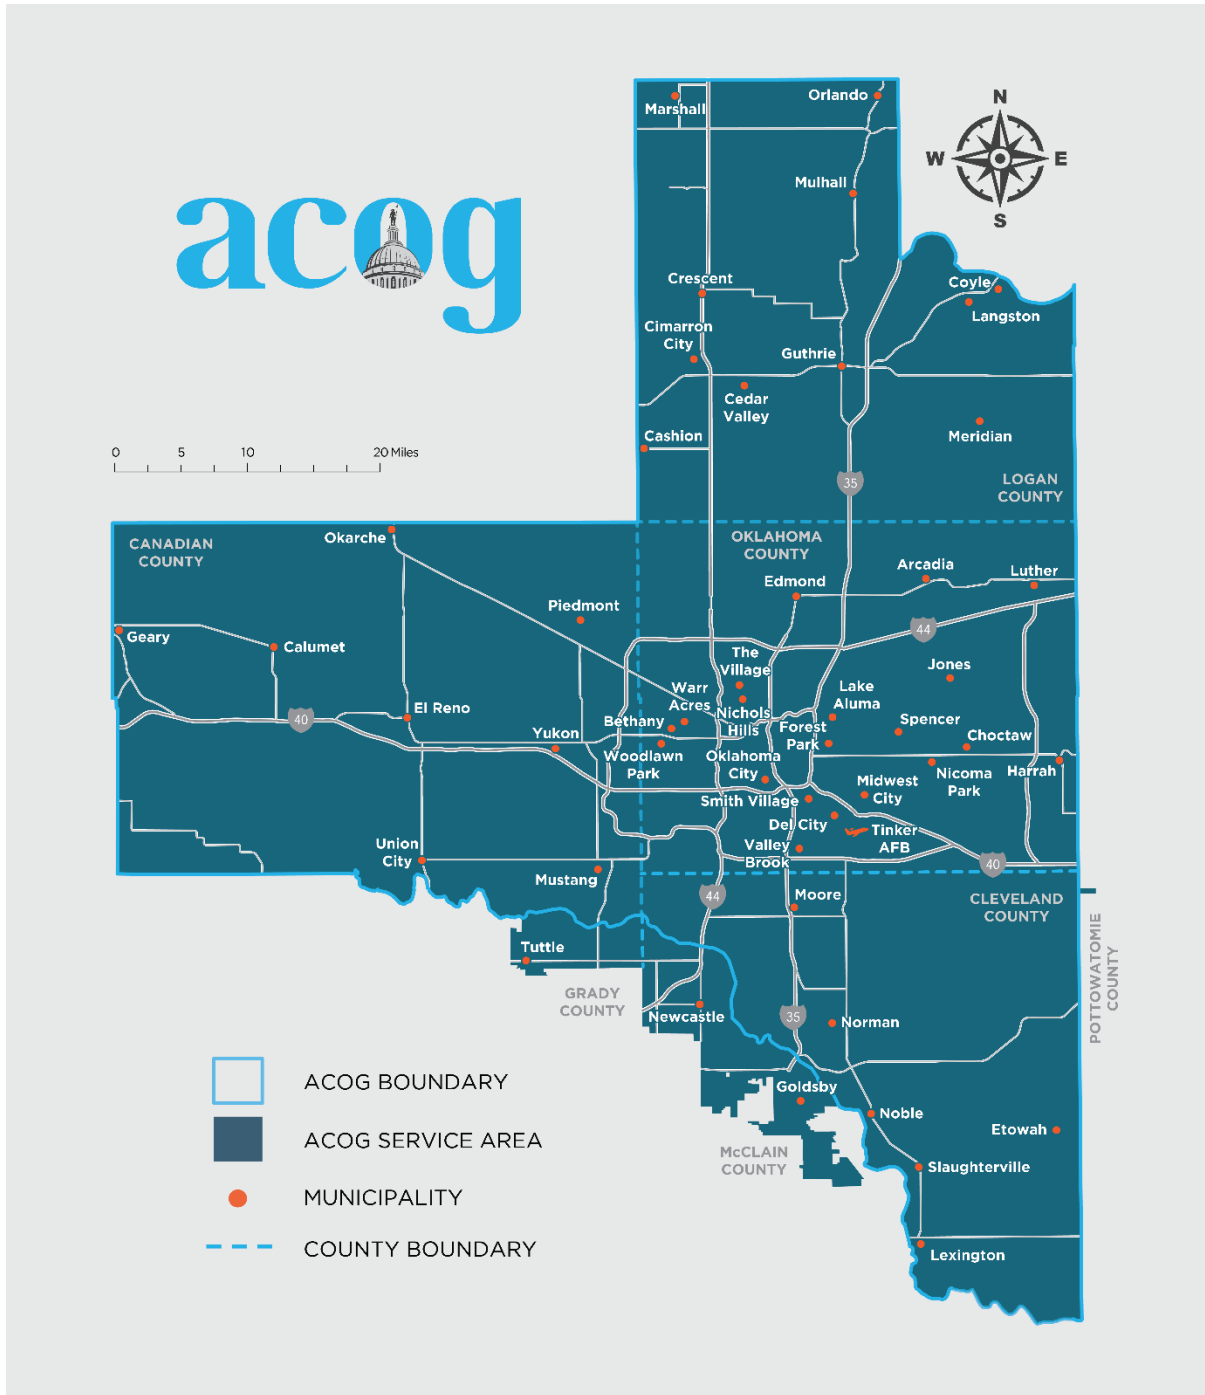 Marshall
Orlando
N
W
E
S
Mulhall
acog
Crescent
Coyle
Langston
Cimarron
City
Guthrie
Cedar
Valley
Cashion
Meridian
0
5
10
20 Miles
35
LOGAN
COUNTY
CANADIAN
COUNTY
Okarche
OKLAHOMA
COUNTY
Arcadia
Luther
Edmond
Piedmont
Geary
Calumet
44
The
Village
Jones
Warr
Acres
Lake
Aluma
El Reno
40
Bethany
Nichols
Hills
Forest
Park
Spencer
Choctaw
Yukon
Woodlawn
Park
Oklahoma
City
Midwest
City
Nicoma
Park
Harrah
Smith Village
Del City
Tinker
AFB
Union
City
Valley
Brook
40
Mustang
44
Moore
CLEVELAND
COUNTY
POTTOWATOMIE
COUNTY
Tuttle
GRADY
COUNTY
Newcastle
35
Norman
Goldsby
Noble
Etowah
McCLAIN
COUNTY
Slaughterville
Lexington
ACOG BOUNDARY
ACOG SERVICE AREA
MUNICIPALITY
COUNTY BOUNDARY